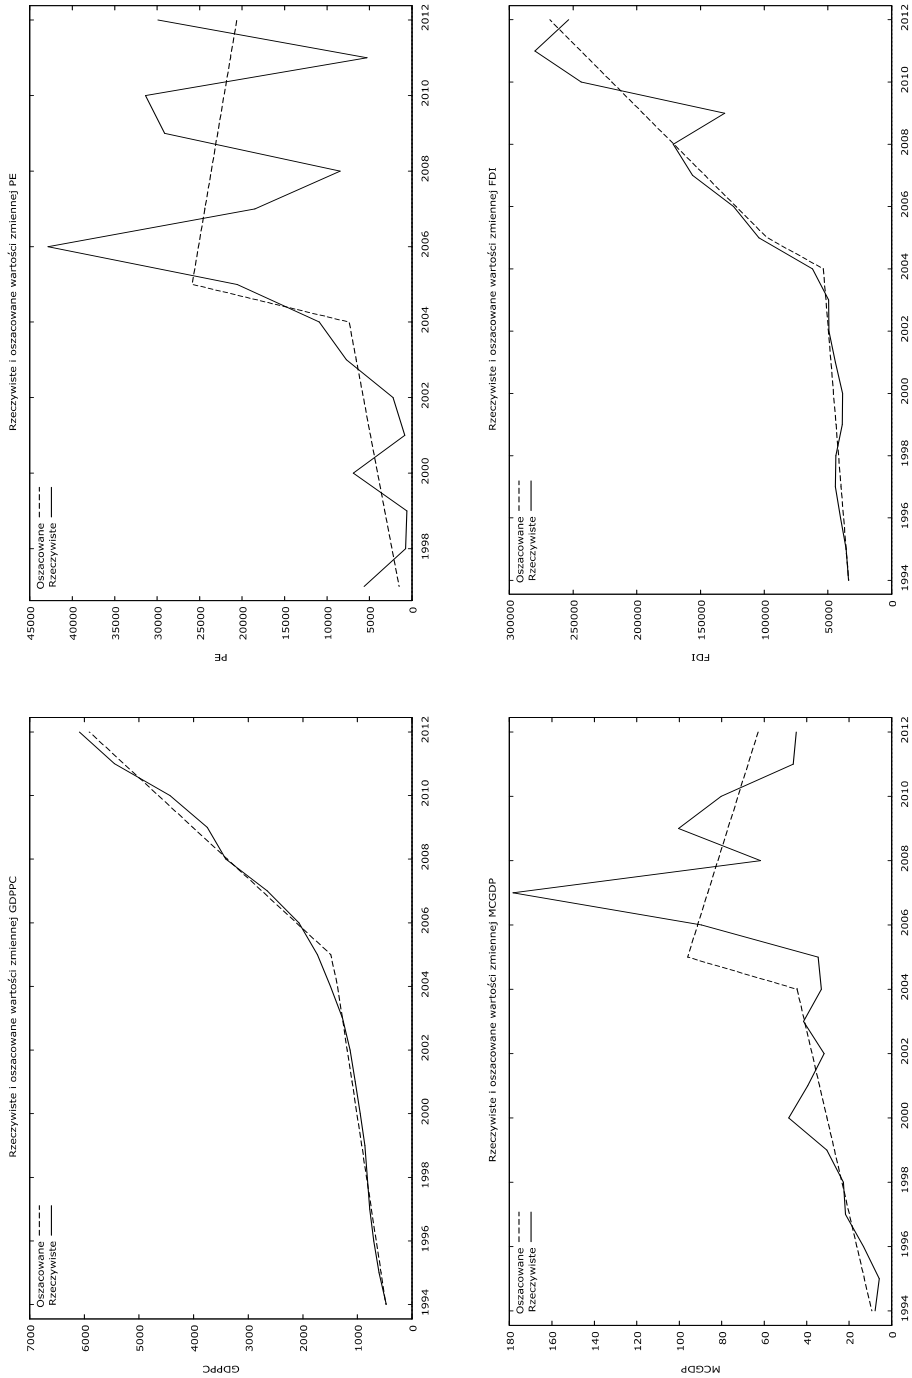 Rzeczywiste i oszacowane wartości zmiennej GDPPC
Oszacowane
Rzeczywiste
GDPPC
7000
6000
5000
4000
3000
2000
1000
0
1994 1996 1998 2000 2002 2004 2006 2008 2010 2012
Rzeczywiste i oszacowane wartości zmiennej PE
Oszacowane
Rzeczywiste
PE
45000
40000
35000
30000
25000
20000
15000
10000
5000
0
1998 2000 2002 2004 2006 2008 2010 2012
Rzeczywiste i oszacowane wartości zmiennej MCGDP
Oszacowane
Rzeczywiste
MCGDP
180
160
140
120
100
80
60
40
20
0
1994 1996 1998 2000 2002 2004 2006 2008 2010 2012
Rzeczywiste i oszacowane wartości zmiennej FDI
Oszacowane
Rzeczywiste
FDI
300000
250000
200000
150000
100000
50000
0
1994 1996 1998 2000 2002 2004 2006 2008 2010 2012